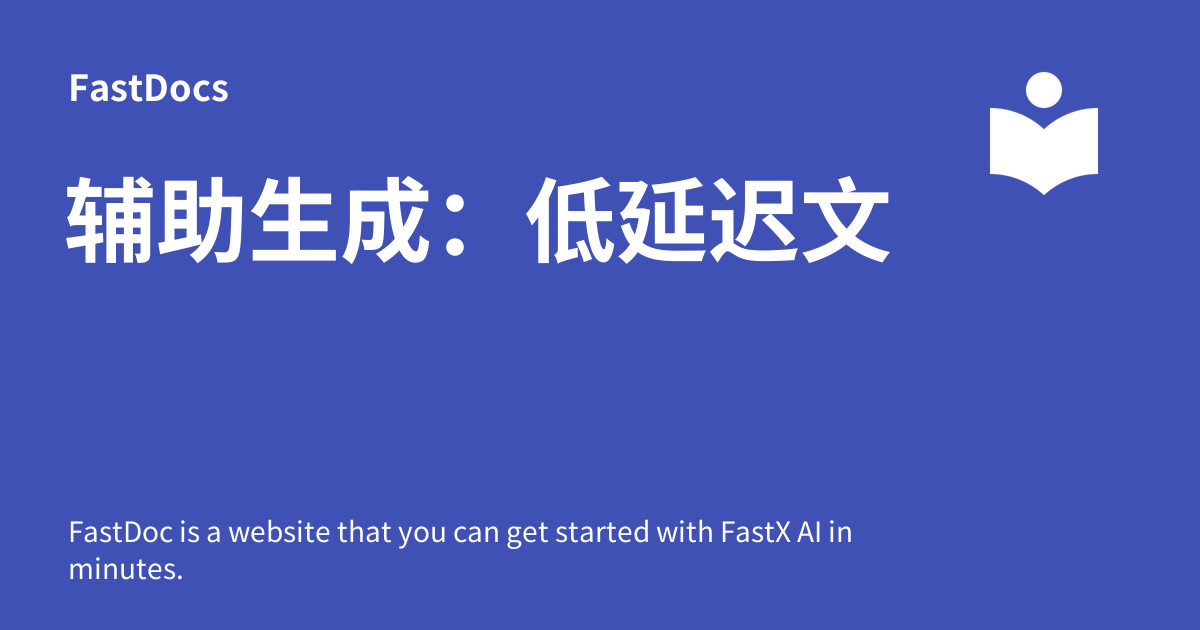 FastDocs
辅助生成：低延迟文
FastDoc is a website that you can get started with FastX AI in
minutes.